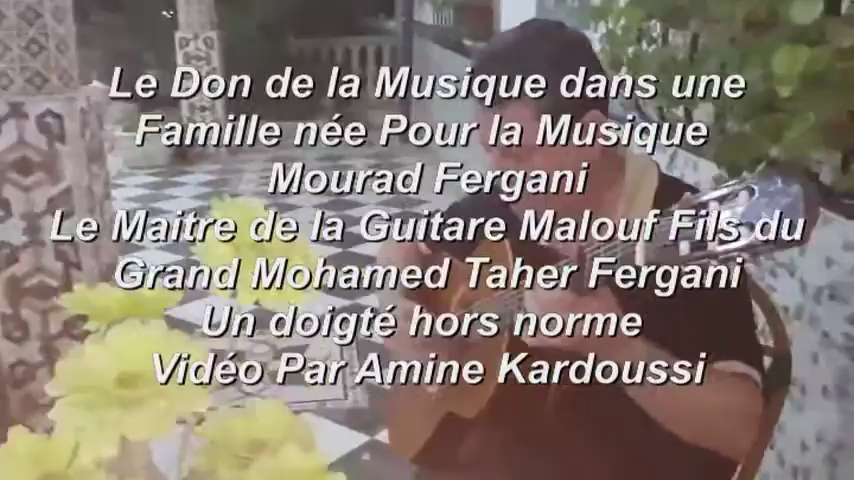 Le Don de la Musique dans une
Famille née Pour la Musique
Mourad Fergani
Le Maitre de la Guitare Malouf Fils du
Grand Mohamed Taher Fergani
Un doigté hors norme
Vidéo Par Amine Kardoussi